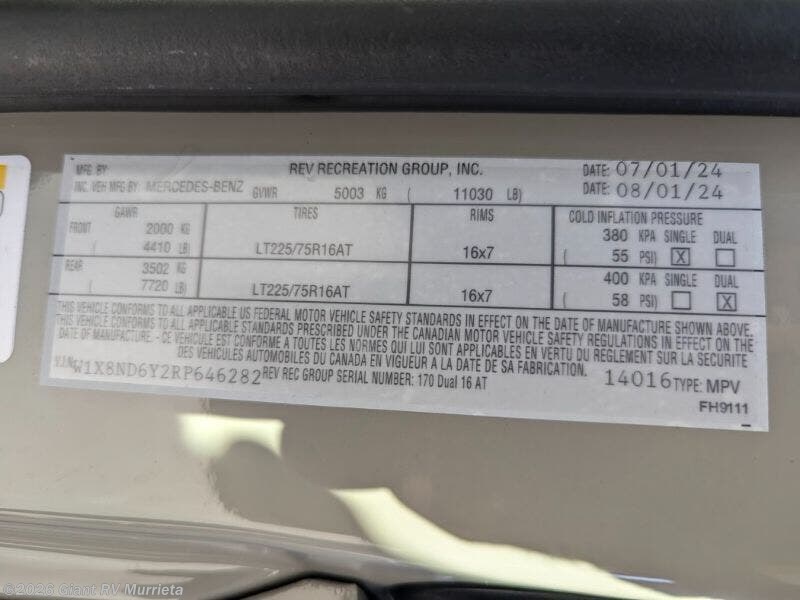 MFG. BY: REV RECREATION GROUP, INC. DATE: 07/01/24
INC. VEH MFG BY MERCEDES-BENZ GVWR 5003 KG ( 11030 LB) DATE: 08/01/24
GAWR TIRES RIMS COLD INFLATION PRESSURE
FRONT 2000 KG 380 KPA SINGLE DUAL
( 4410 LB) LT225/75R16AT 16x7 ( 55 PSI) X
REAR 3502 KG 400 KPA SINGLE DUAL
( 7720 LB) LT225/75R16AT 16x7 ( 58 PSI) X
THIS VEHICLE CONFORMS TO ALL APPLICABLE US FEDERAL MOTOR VEHICLE SAFETY STANDARDS IN EFFECT ON THE DATE OF MANUFACTURE SHOWN ABOVE.
THIS VEHICLE CONFORMS TO ALL APPLICABLE STANDARDS PRESCRIBED UNDER THE CANADIAN MOTOR VEHICLE SAFETY REGULATIONS IN EFFECT ON THE
DATE OF MANUFACTURE. - CE VEHICULE EST CONFORME A TOUTES LES NORMES QUI LUI SONT APPLICABLES EN VERTU DU REGLEMENT SUR LA SECURITE
DES VEHICULES AUTOMOBILES DU CANADA EN VIGUEUR A LA DATE DE SA FABRICATION.
V.I.N. W1X8ND6Y2RP646282 REV REC GROUP SERIAL NUMBER: 170 Dual 16 AT 14016 TYPE: MPV
FH9111
©2026 Giant RV Murrieta